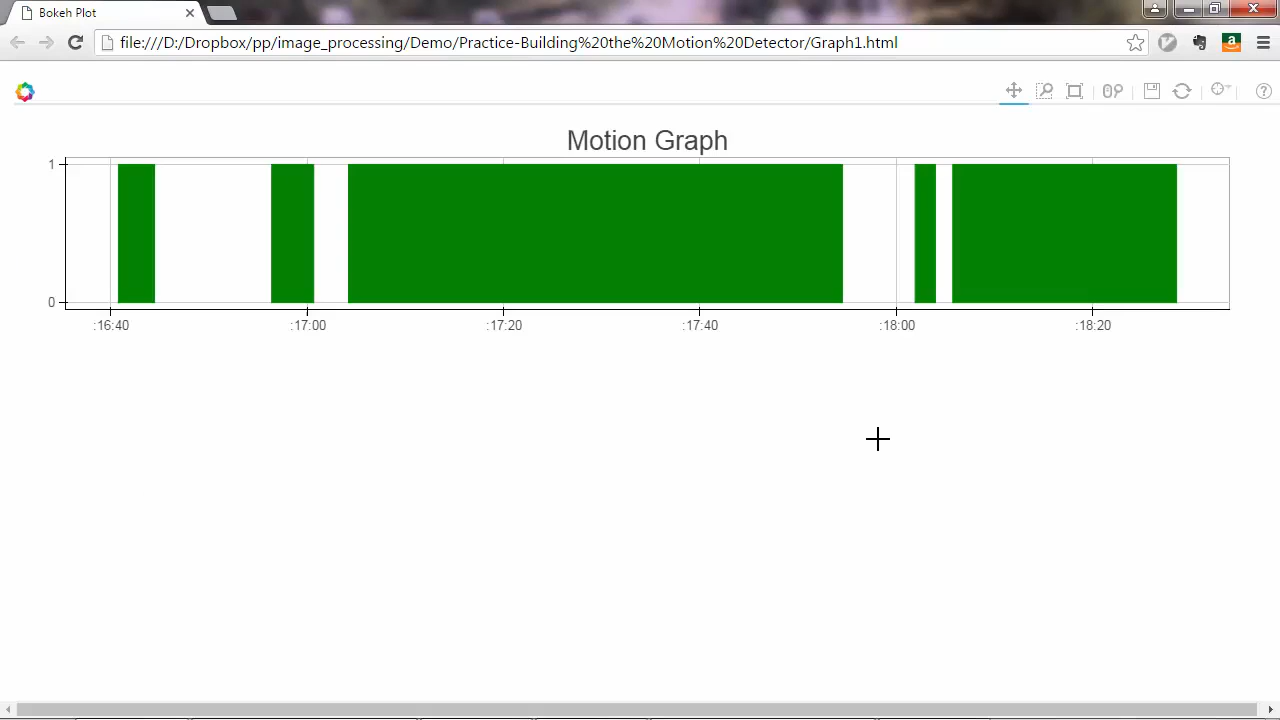 Bokeh Plot
file:///D:/Dropbox/pp/image_processing/Demo/Practice-Building%20the%20Motion%20Detector/Graph1.html
Motion Graph
1
0
:16:40 :17:00 :17:20 :17:40 :18:00 :18:20